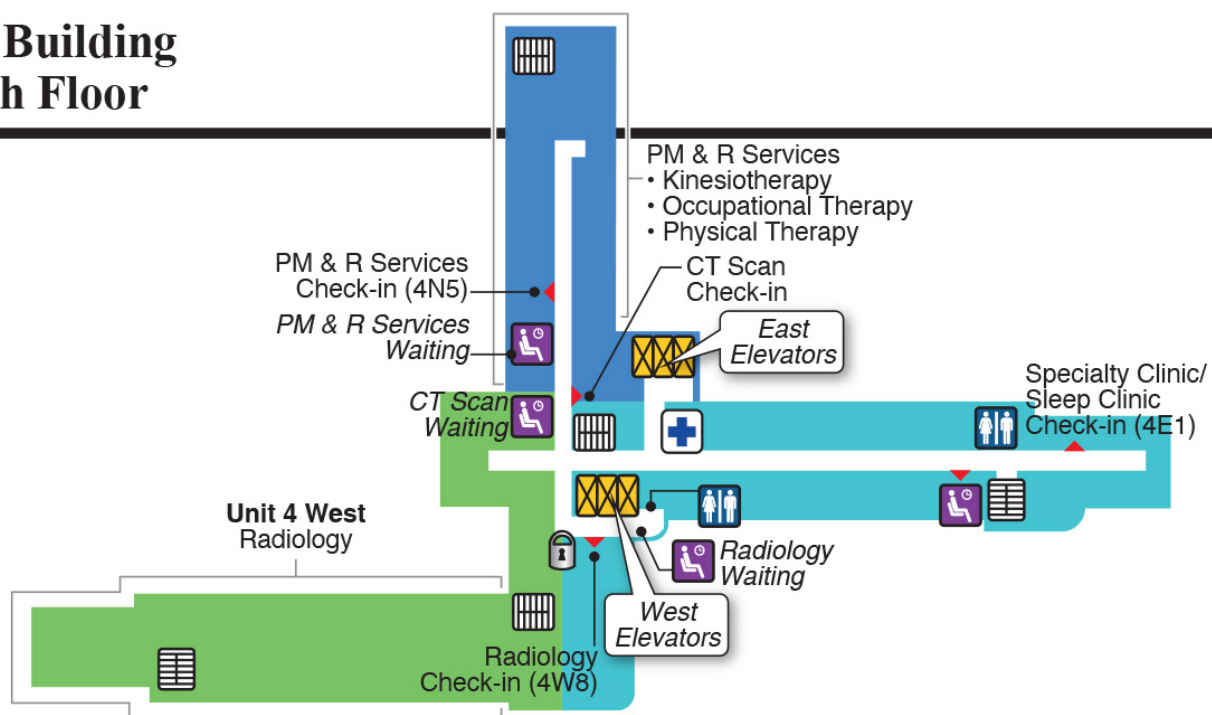 Building
h Floor
PM & R Services
• Kinesiotherapy
• Occupational Therapy
• Physical Therapy
PM & R Services
Check-in (4N5)
CT Scan
Check-in
PM & R Services
Waiting
East
Elevators
CT Scan
Waiting
Specialty Clinic/
Sleep Clinic
Check-in (4E1)
Unit 4 West
Radiology
Radiology
Waiting
West
Elevators
Radiology
Check-in (4W8)